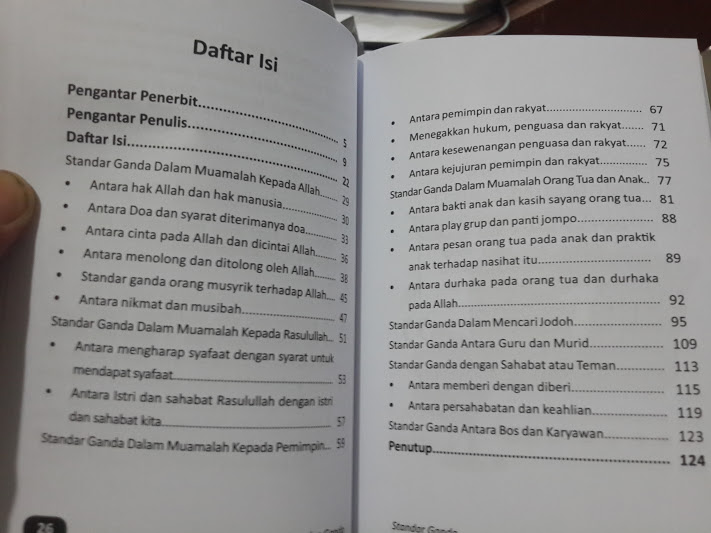 Daftar Isi
Pengantar Penerbit.......................... 5
Pengantar Penulis.......................... 9
Daftar Isi.......................... 22
Standar Ganda Dalam Muamalah Kepada Allah....... 29
• Antara hak Allah dan hak manusia............ 30
• Antara Doa dan syarat diterimanya doa........ 33
• Antara cinta pada Allah dan dicintai Allah...... 36
• Antara menolong dan ditolong oleh Allah....... 38
• Standar ganda orang musyrik terhadap Allah.... 45
• Antara nikmat dan musibah.................... 47
Standar Ganda Dalam Muamalah Kepada Rasulullah... 51
• Antara mengharap syafaat dengan syarat untuk
mendapat syafaat.......................... 53
• Antara Istri dan sahabat Rasulullah dengan istri
dan sahabat kita.......................... 57
Standar Ganda Dalam Muamalah Kepada Pemimpin... 59
26
• Antara pemimpin dan rakyat.......................... 67
• Menegakkan hukum, penguasa dan rakyat....... 71
• Antara kesewenangan penguasa dan rakyat...... 72
• Antara kejujuran pemimpin dan rakyat............ 75
Standar Ganda Dalam Muamalah Orang Tua dan Anak.. 77
• Antara bakti anak dan kasih sayang orang tua... 81
• Antara play grup dan panti jompo.................... 88
• Antara pesan orang tua pada anak dan praktik
anak terhadap nasihat itu.......................... 89
• Antara durhaka pada orang tua dan durhaka
pada Allah.......................... 92
Standar Ganda Dalam Mencari Jodoh.................... 95
Standar Ganda Antara Guru dan Murid.................. 109
Standar Ganda dengan Sahabat atau Teman............ 113
• Antara memberi dengan diberi...................... 115
• Antara persahabatan dan keahlian.................. 119
Standar Ganda Antara Bos dan Karyawan............... 123
Penutup.......................... 124
Standar Ganda